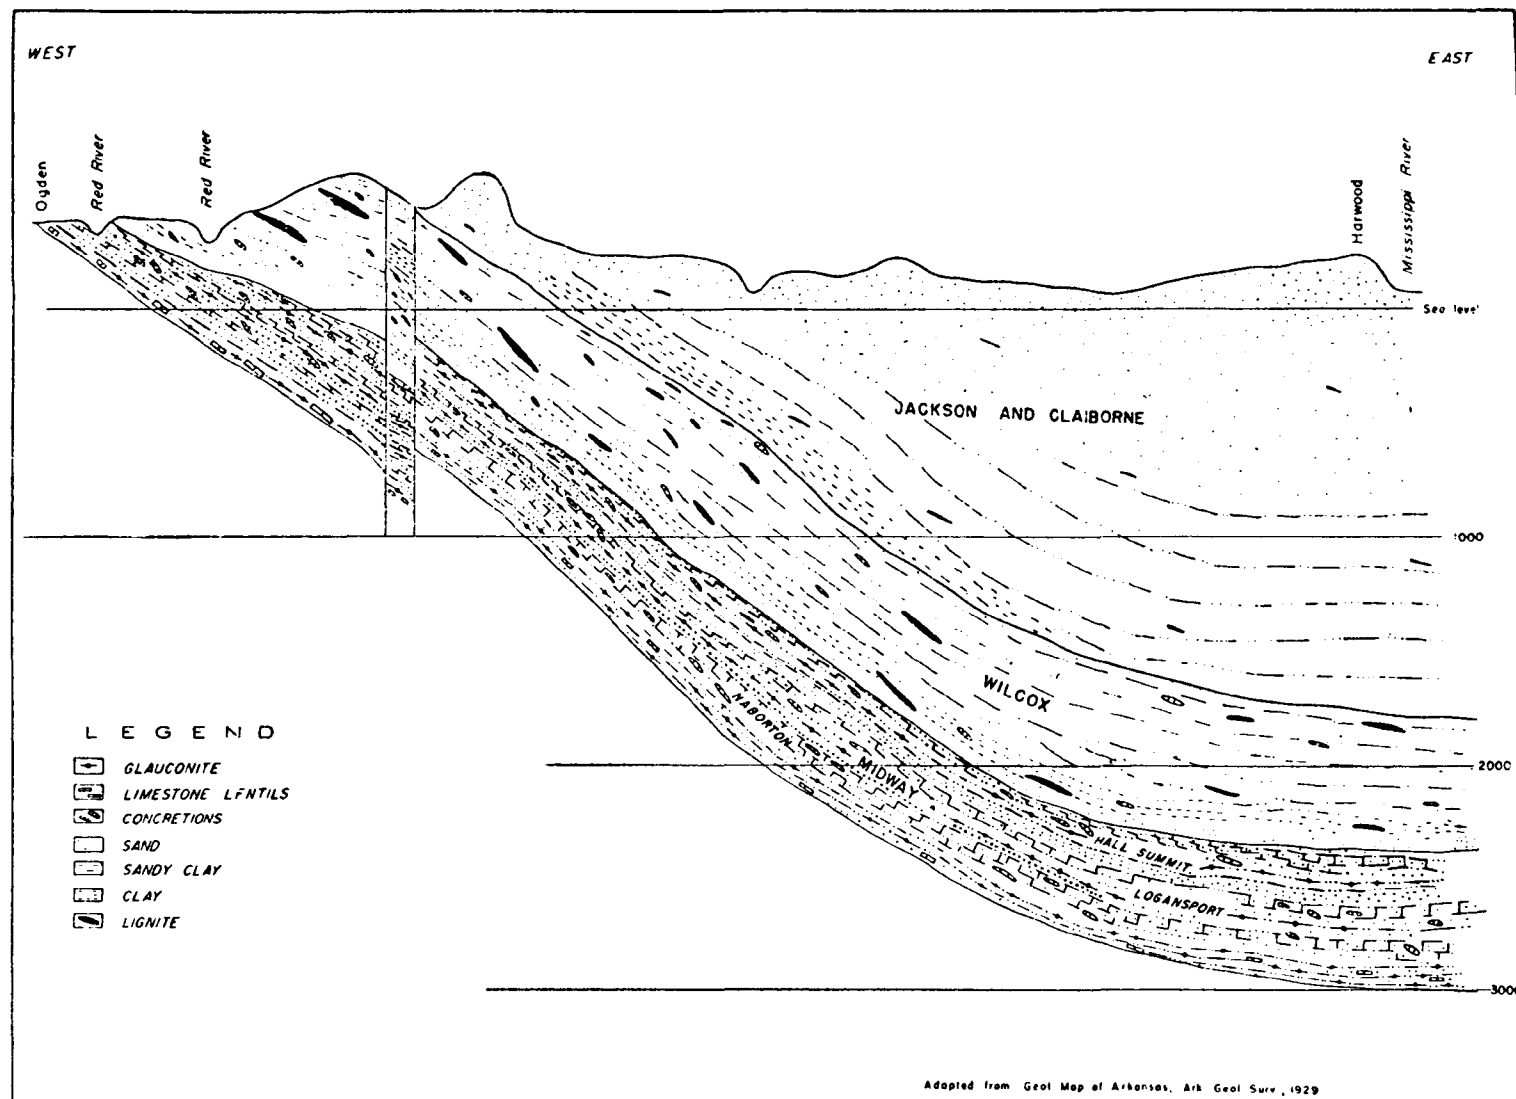 WEST
EAST
Ogden
Red River
Red River
Harwood
Mississippi River
Sea level
JACKSON AND CLAIBORNE
1000
WILCOX
NABORTON
MIDWAY
2000
HALL SUMMIT
LOGANSPORT
3000
LEGEND
GLAUCONITE
LIMESTONE LENTILS
CONCRETIONS
SAND
SANDY CLAY
CLAY
LIGNITE
Adapted from Geol Map of Arkansas, Ark Geol Surv, 1929